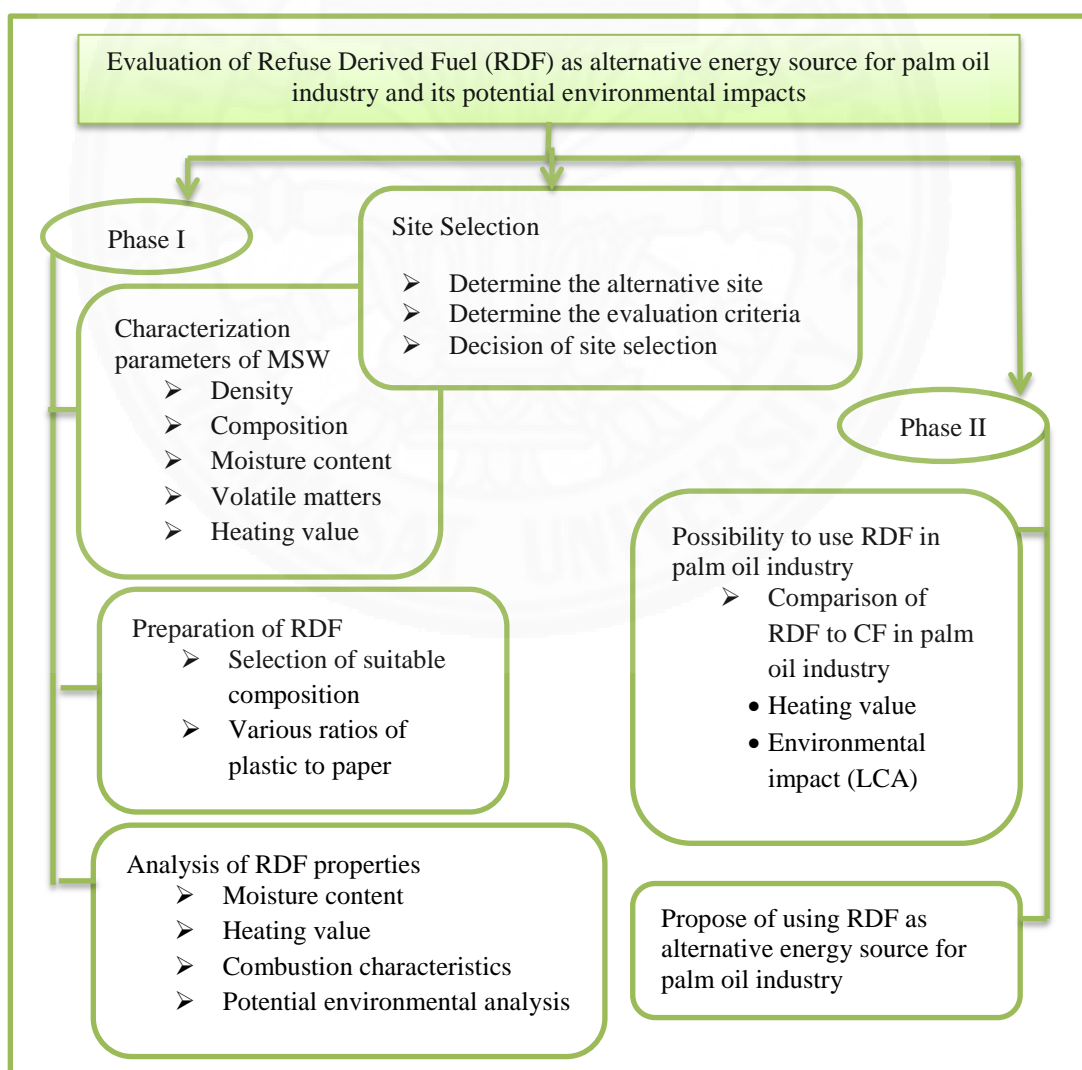 Evaluation of Refuse Derived Fuel (RDF) as alternative energy source for palm oil
industry and its potential environmental impacts
Phase I
Site Selection
➢ Determine the alternative site
➢ Determine the evaluation criteria
➢ Decision of site selection
Characterization
parameters of MSW
➢ Density
➢ Composition
➢ Moisture content
➢ Volatile matters
➢ Heating value
Preparation of RDF
➢ Selection of suitable
composition
➢ Various ratios of
plastic to paper
Analysis of RDF properties
➢ Moisture content
➢ Heating value
➢ Combustion characteristics
➢ Potential environmental analysis
Phase II
Possibility to use RDF in
palm oil industry
➢ Comparison of
RDF to CF in palm
oil industry
• Heating value
• Environmental
impact (LCA)
Propose of using RDF as
alternative energy source for
palm oil industry